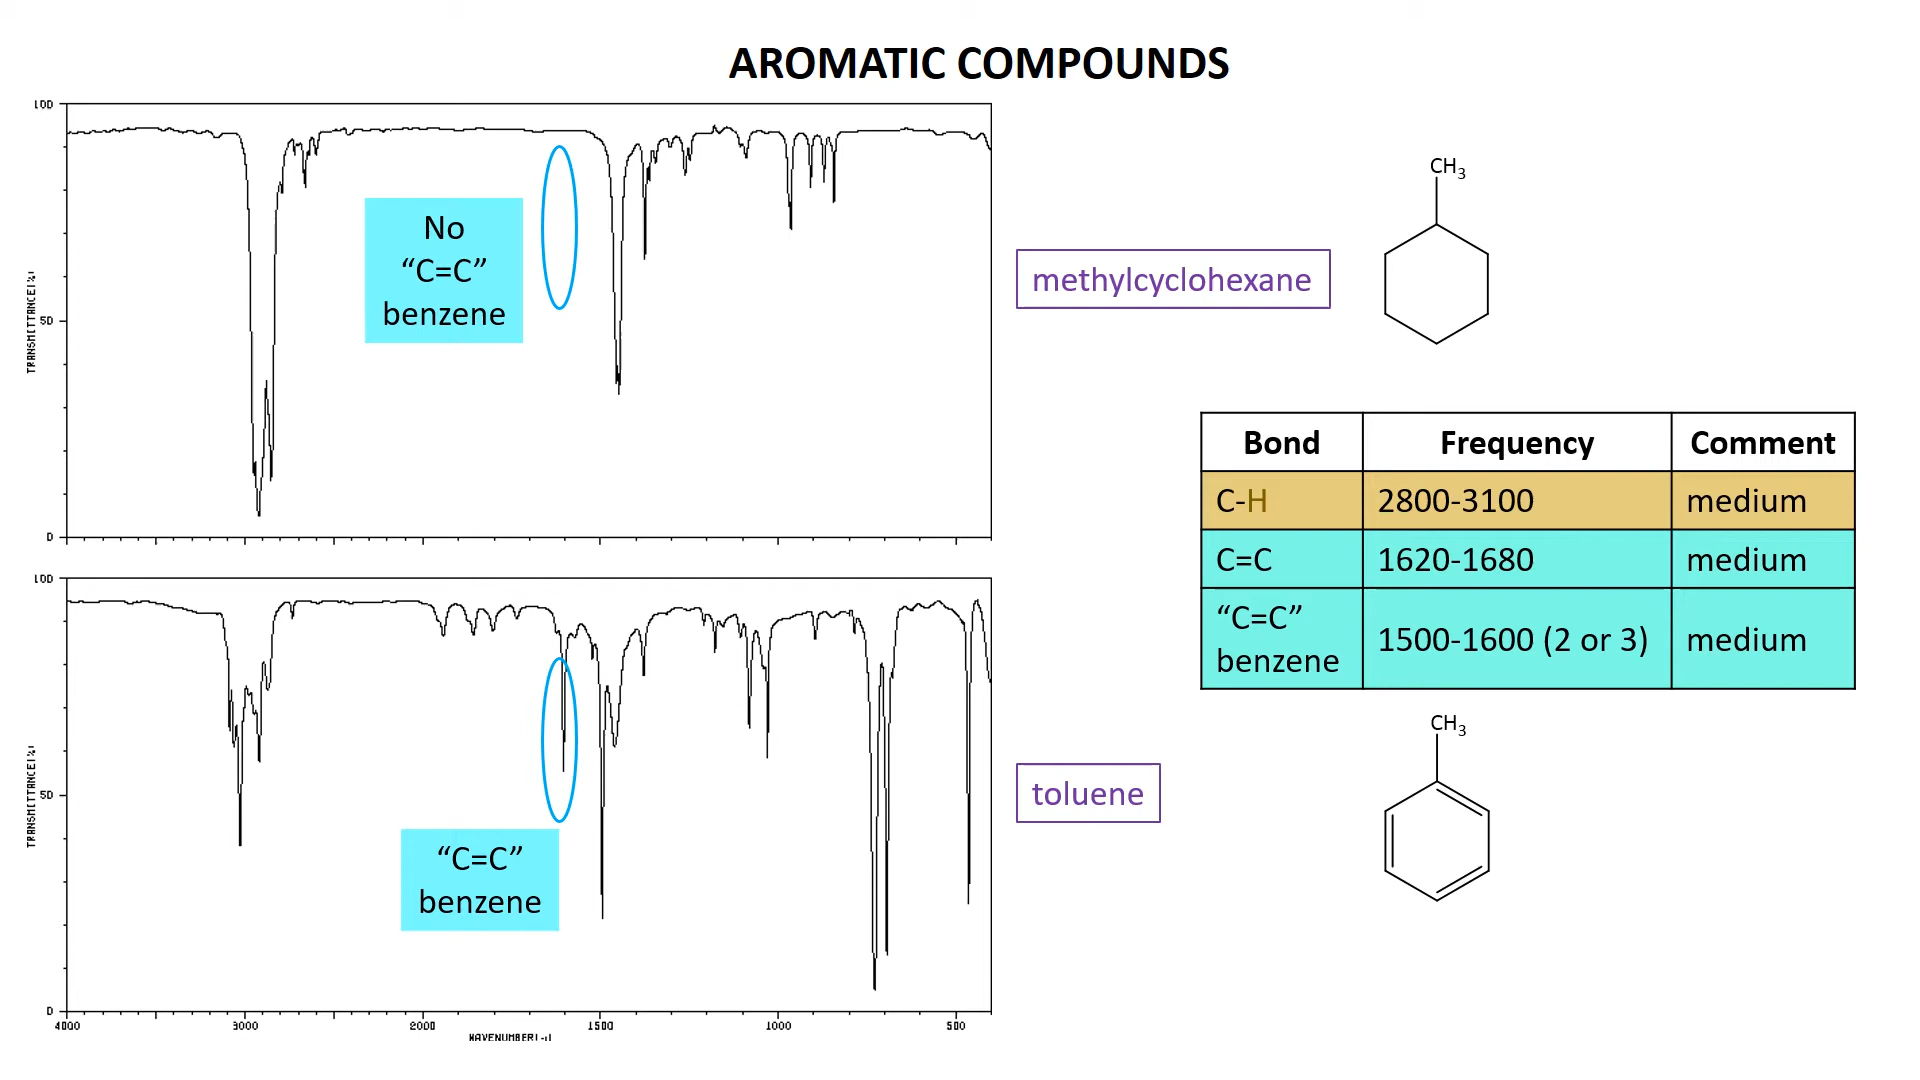 AROMATIC COMPOUNDS
100
50
0
TRANSMITTANCE(%)
No
“C=C”
benzene
methylcyclohexane
CH3
Bond Frequency Comment
C-H 2800-3100 medium
C=C 1620-1680 medium
“C=C”
benzene
1500-1600 (2 or 3) medium
100
50
0
TRANSMITTANCE(%)
“C=C”
benzene
4000 3000 2000 1500 1000 500
WAVENUMBER(-1)
toluene
CH3